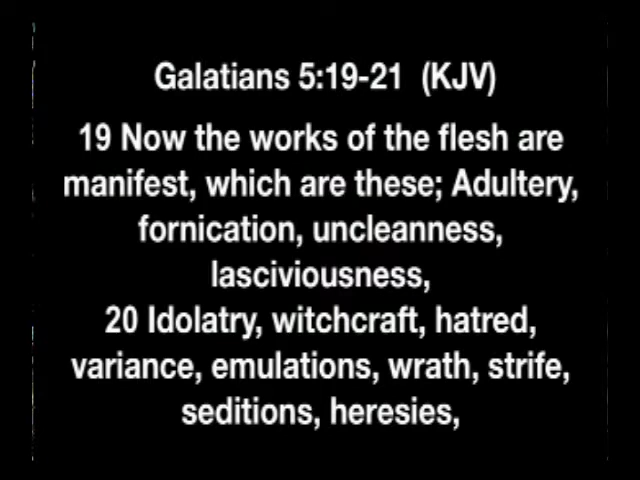 Galatians 5:19-21 (KJV)
19 Now the works of the flesh are
manifest, which are these; Adultery,
fornication, uncleanness,
lasciviousness,
20 Idolatry, witchcraft, hatred,
variance, emulations, wrath, strife,
seditions, heresies,